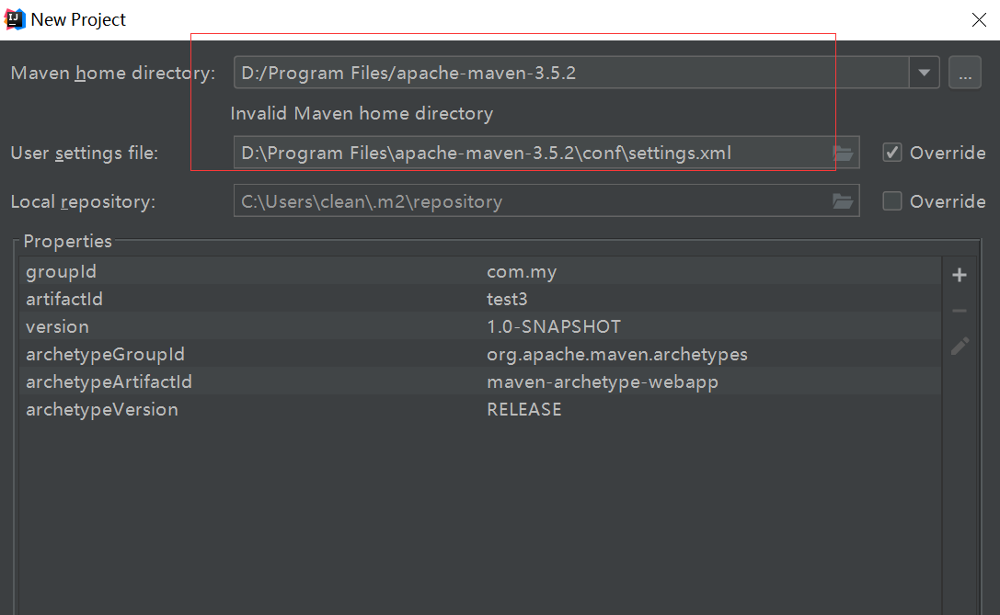 New Project
Maven home directory: D:/Program Files/apache-maven-3.5.2 ...
Invalid Maven home directory
User settings file: D:\Program Files\apache-maven-3.5.2\conf\settings.xml Override
Local repository: C:\Users\clean\.m2\repository Override
Properties
groupId com.my
artifactId test3
version 1.0-SNAPSHOT
archetypeGroupId org.apache.maven.archetypes
archetypeArtifactId maven-archetype-webapp
archetypeVersion RELEASE